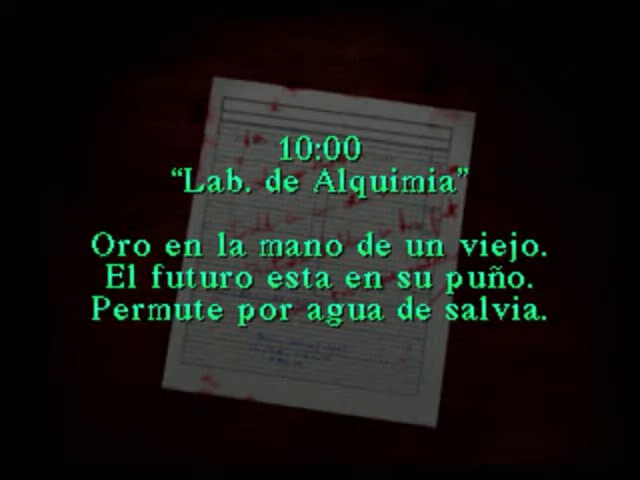 10:00
“Lab. de Alquimia”
Oro en la mano de un viejo.
El futuro esta en su puño.
Permute por agua de salvia.